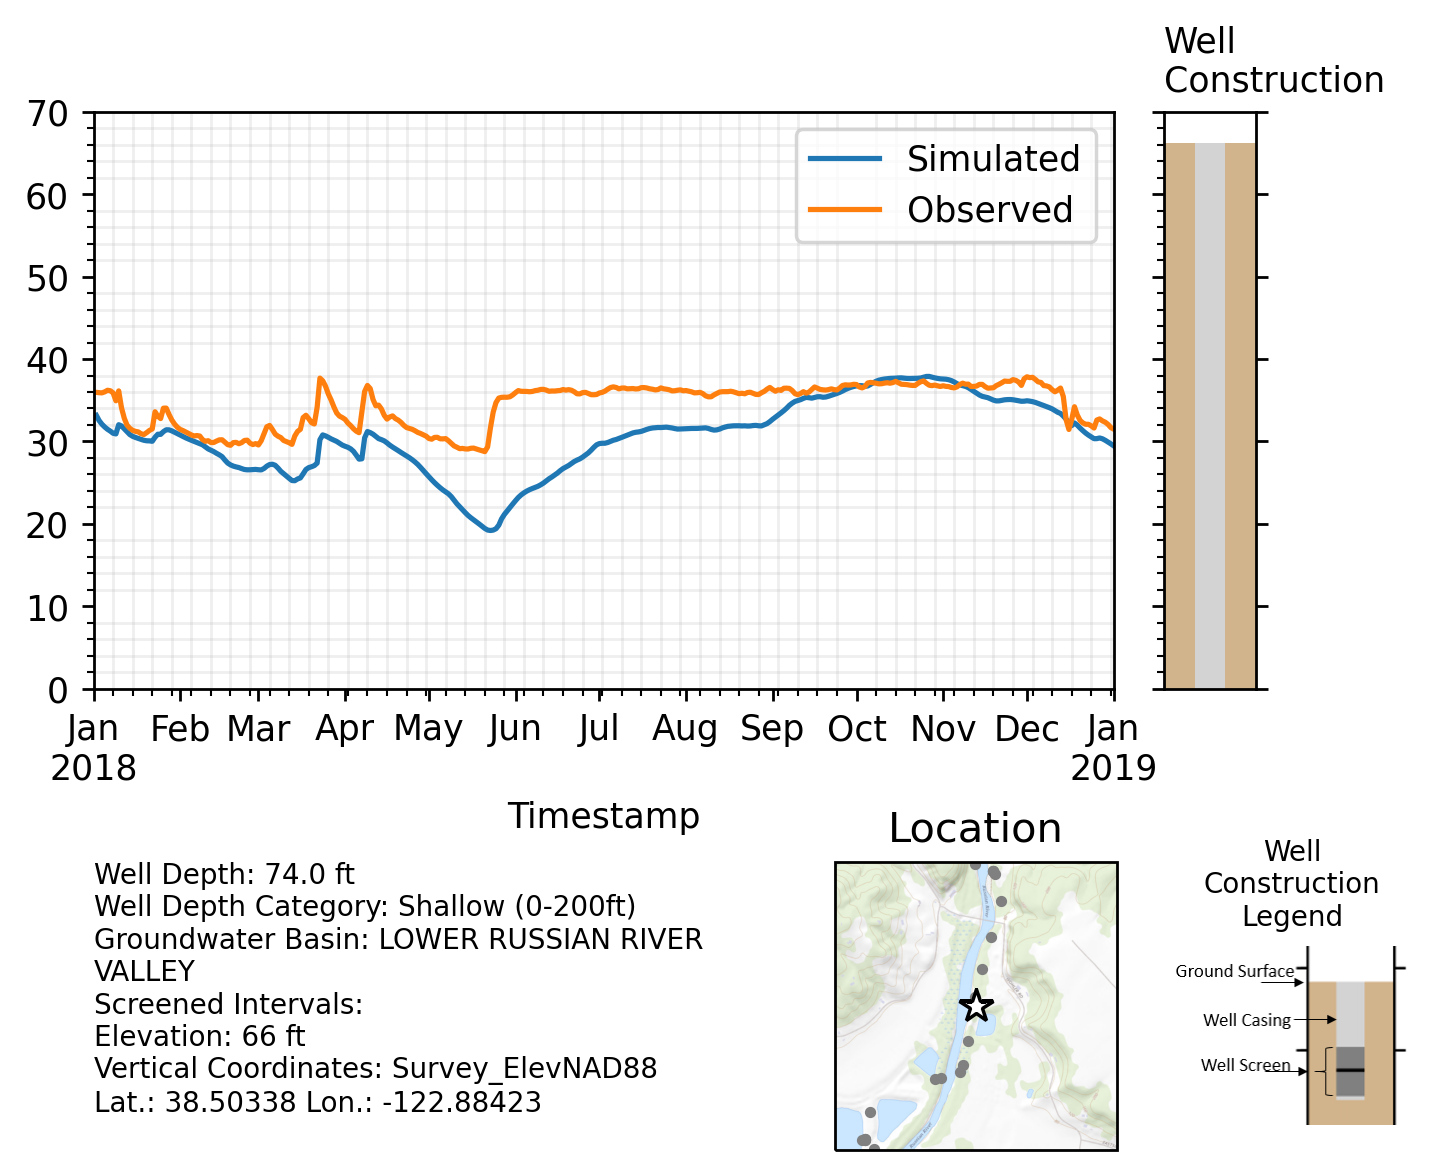 Well
Construction
70
60
50
40
30
20
10
0
Simulated
Observed
Jan Feb Mar Apr May Jun Jul Aug Sep Oct Nov Dec Jan
2018 2019
Timestamp
Well Depth: 74.0 ft
Well Depth Category: Shallow (0-200ft)
Groundwater Basin: LOWER RUSSIAN RIVER
VALLEY
Screened Intervals:
Elevation: 66 ft
Vertical Coordinates: Survey_ElevNAD88
Lat.: 38.50338 Lon.: -122.88423
Location
Well
Construction
Legend
Ground Surface
Well Casing
Well Screen